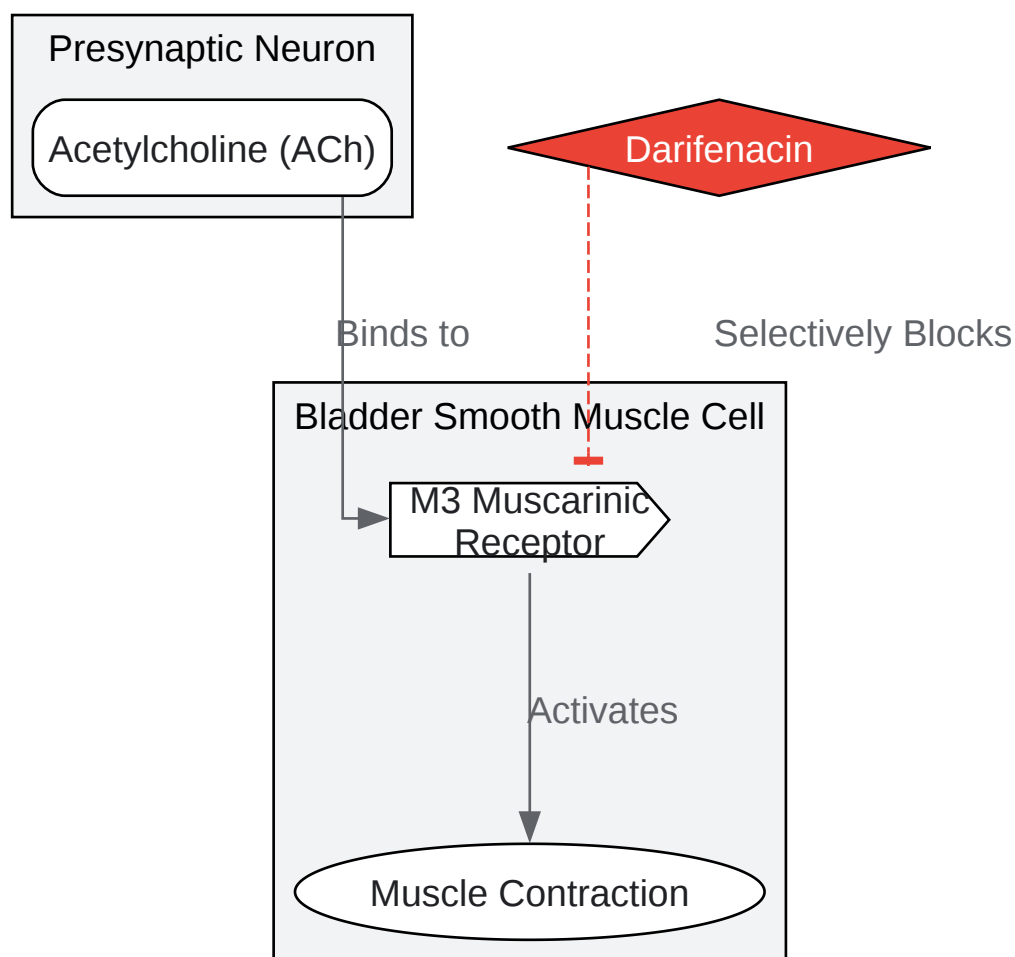 Presynaptic Neuron
Acetylcholine (ACh)
Darifenacin
Binds to
Selectively Blocks
Bladder Smooth Muscle Cell
M3 Muscarinic
Receptor
Activates
Muscle Contraction